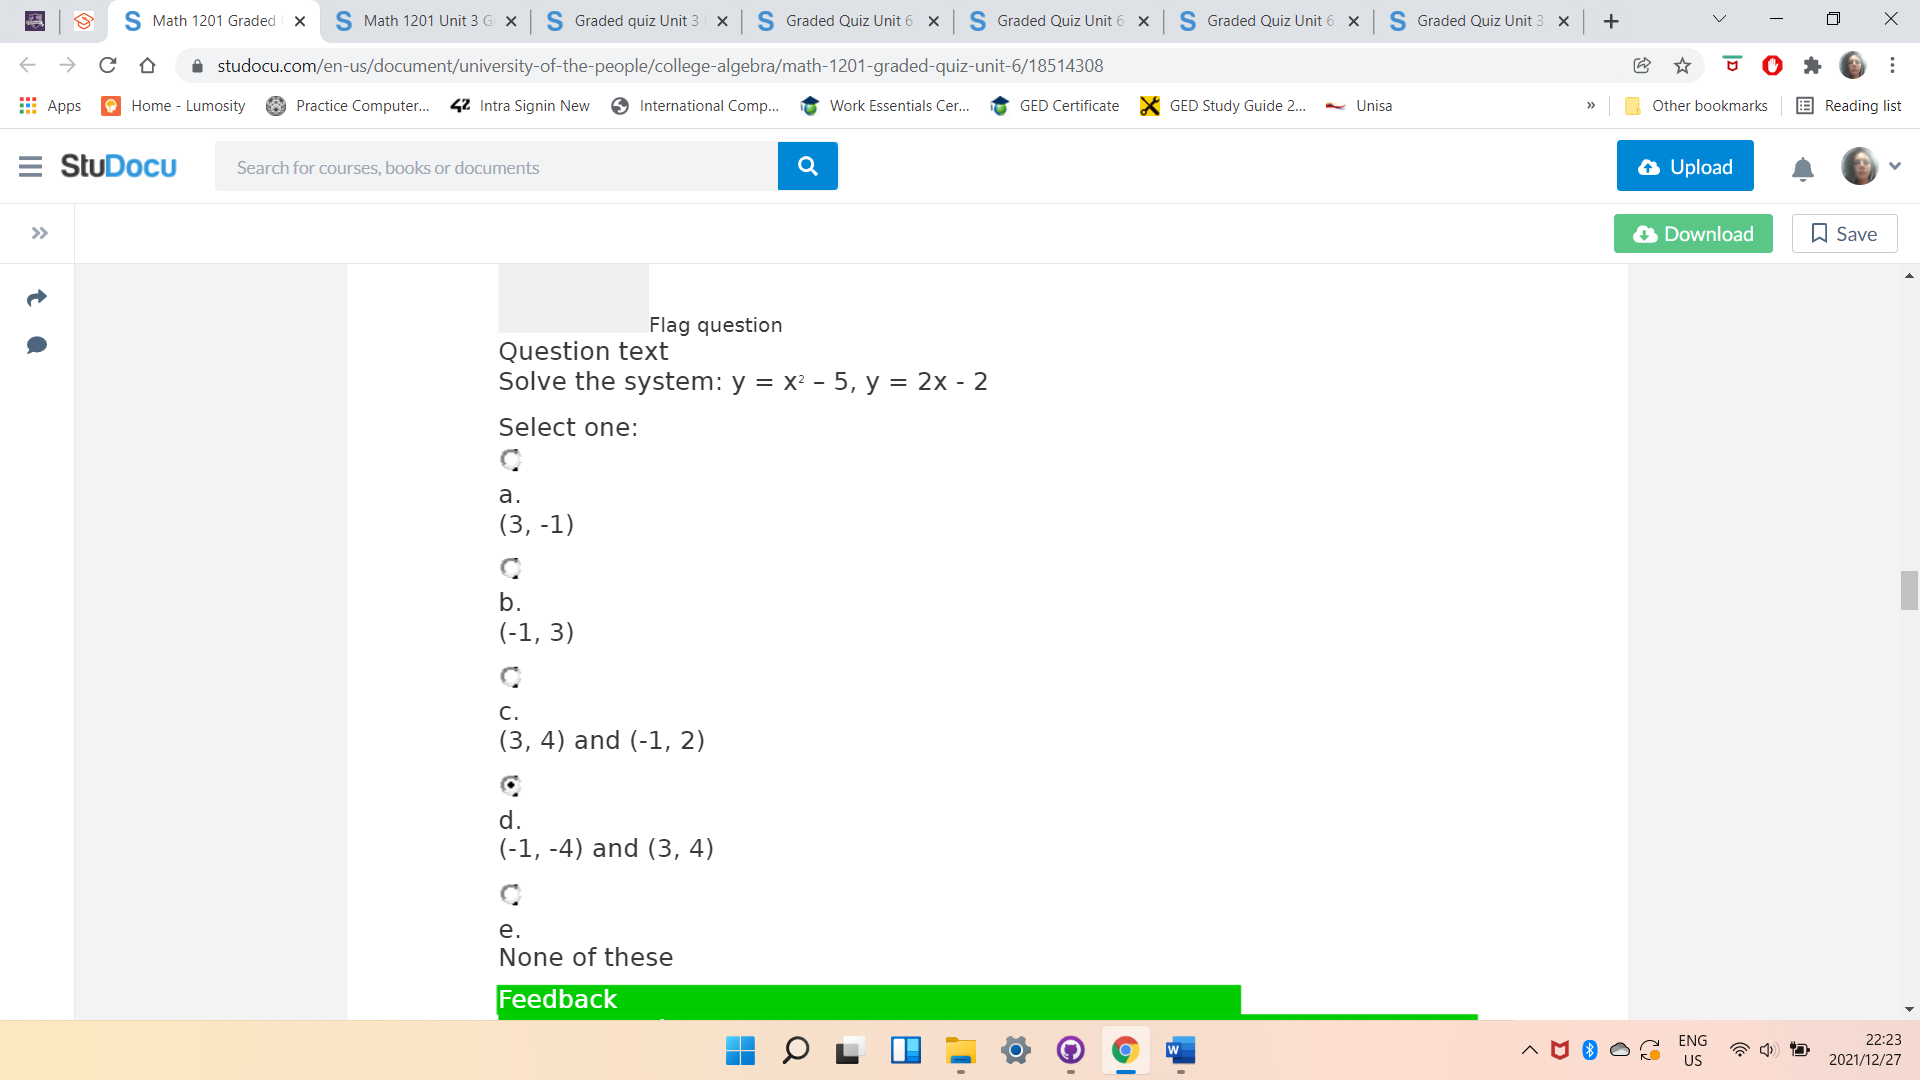 Math 1201 Graded
Math 1201 Unit 3 G
Graded quiz Unit 3
Graded Quiz Unit 6
Graded Quiz Unit 6
Graded Quiz Unit 6
Graded Quiz Unit 3
studocu.com/en-us/document/university-of-the-people/college-algebra/math-1201-graded-quiz-unit-6/18514308
Apps
Home - Lumosity
Practice Computer...
Intra Signin New
International Comp...
Work Essentials Cer...
GED Certificate
GED Study Guide 2...
Unisa
»
Other bookmarks
Reading list
StuDocu
Search for courses, books or documents
Upload
Download
Save
Flag question
Question text
Solve the system: y = x² – 5, y = 2x - 2
Select one:
a.
(3, -1)
b.
(-1, 3)
c.
(3, 4) and (-1, 2)
d.
(-1, -4) and (3, 4)
e.
None of these
Feedback
ENG
US
22:23
2021/12/27